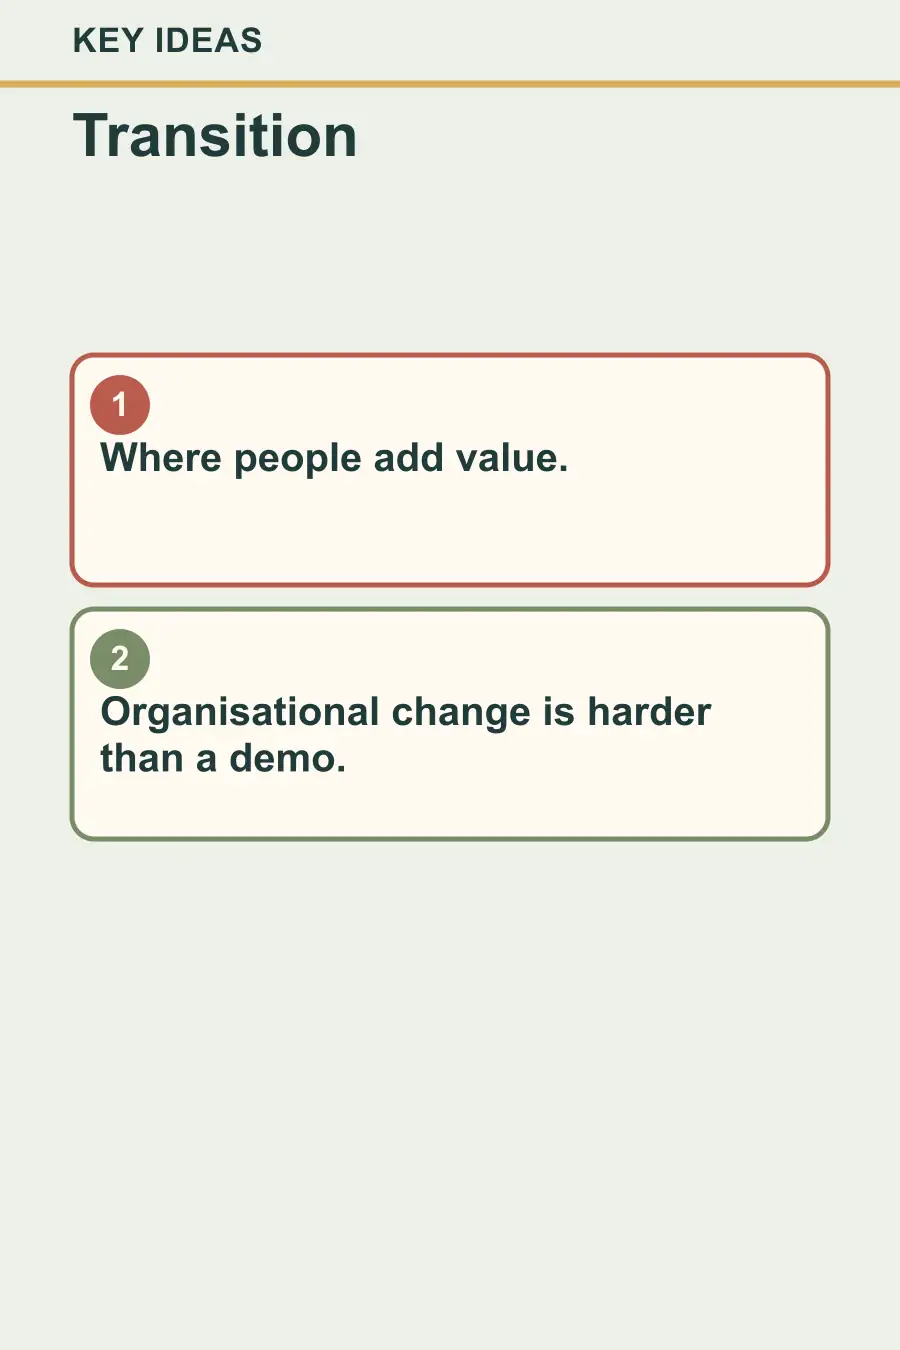 KEY IDEAS
Transition
1
Where people add value.
2
Organisational change is harder
than a demo.